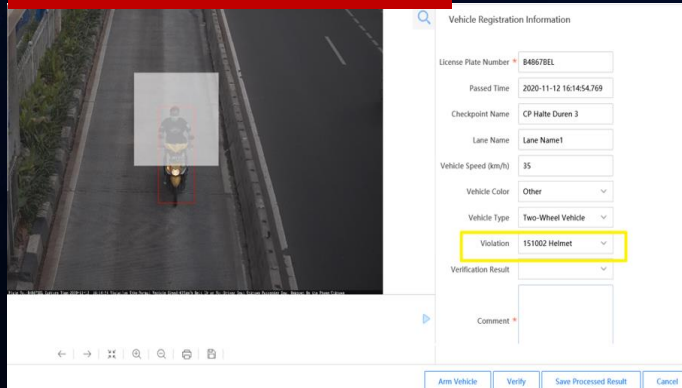 Vehicle Registration Information
License Plate Number * B4867BEL
Passed Time 2020-11-12 16:14:54.769
Checkpoint Name CP Halte Duren 3
Lane Name Lane Name1
Vehicle Speed (km/h) 35
Vehicle Color Other
Vehicle Type Two-Wheel Vehicle
Violation 151002 Helmet
Verification Result
Comment *
Arm Vehicle Verify Save Processed Result Cancel